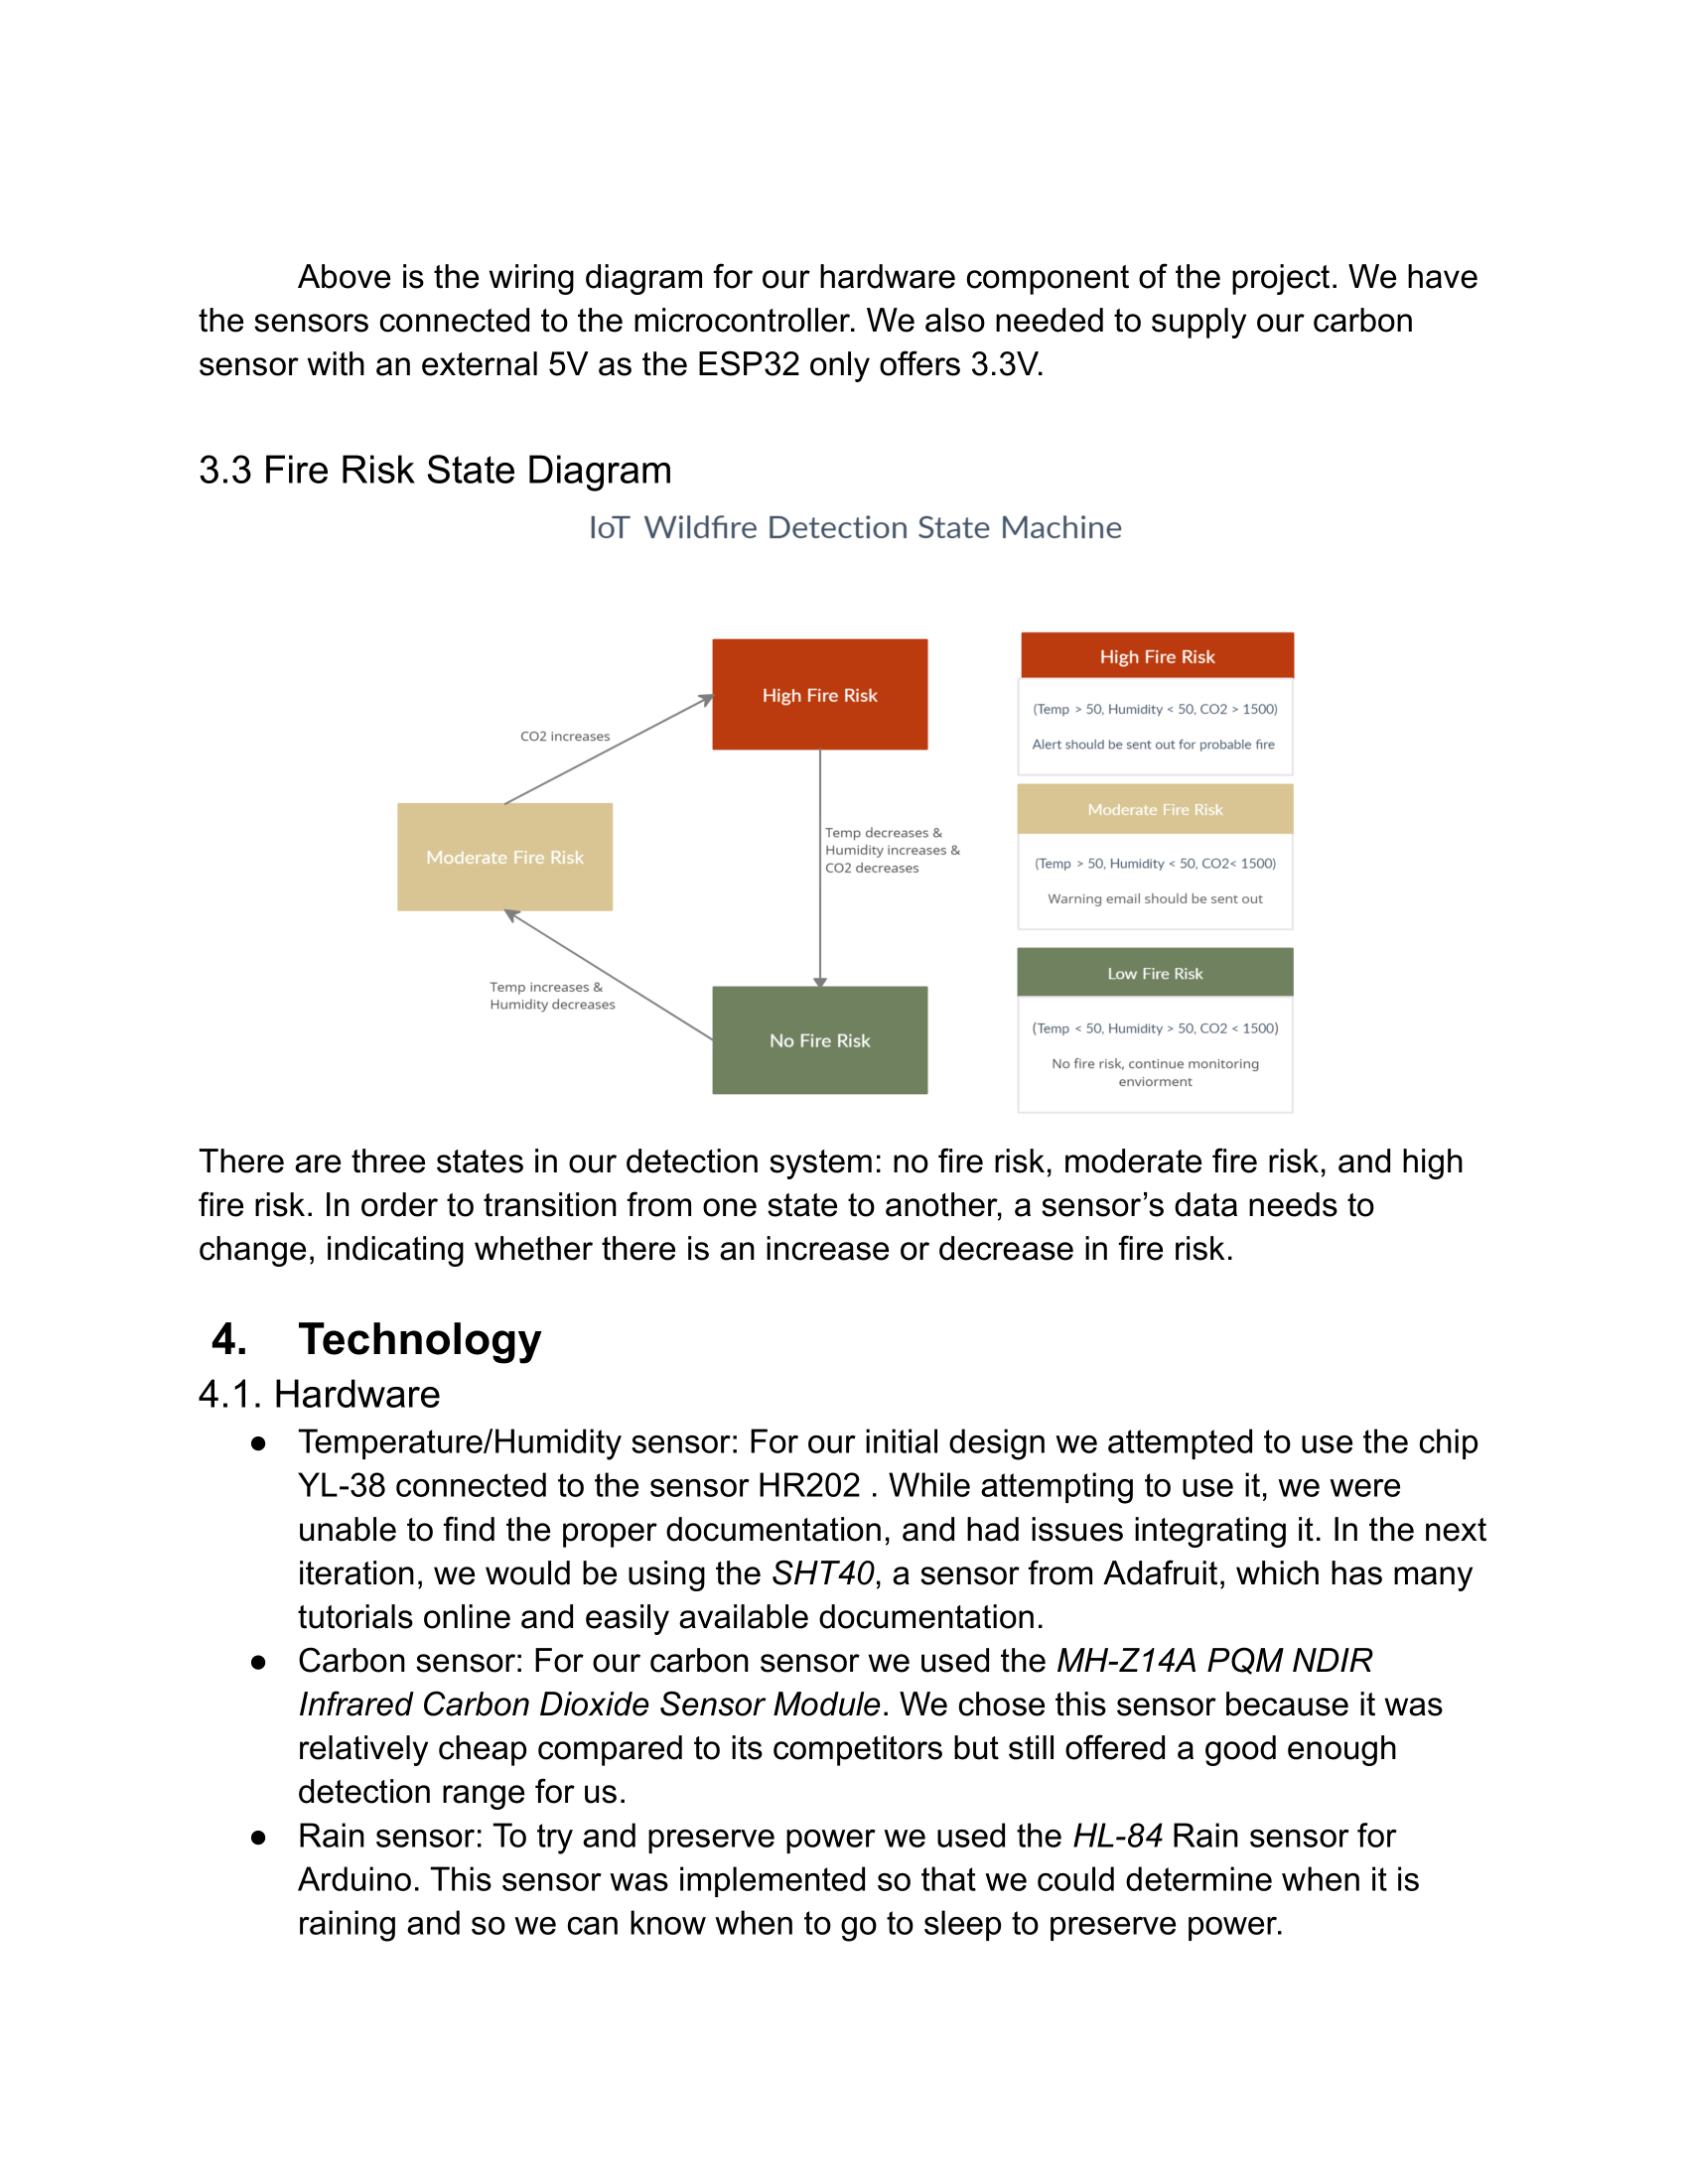 Above is the wiring diagram for our hardware component of the project. We have
the sensors connected to the microcontroller. We also needed to supply our carbon
sensor with an external 5V as the ESP32 only offers 3.3V.
3.3 Fire Risk State Diagram
IoT Wildfire Detection State Machine
High Fire Risk
CO2 increases
Moderate Fire Risk
Temp decreases &
Humidity increases &
CO2 decreases
Temp increases &
Humidity decreases
No Fire Risk
High Fire Risk
(Temp > 50, Humidity < 50, CO2 > 1500)
Alert should be sent out for probable fire
Moderate Fire Risk
(Temp > 50, Humidity < 50, CO2< 1500)
Warning email should be sent out
Low Fire Risk
(Temp < 50, Humidity > 50, CO2 < 1500)
No fire risk, continue monitoring
enviorment
There are three states in our detection system: no fire risk, moderate fire risk, and high
fire risk. In order to transition from one state to another, a sensor’s data needs to
change, indicating whether there is an increase or decrease in fire risk.
4. Technology
4.1. Hardware
● Temperature/Humidity sensor: For our initial design we attempted to use the chip
YL-38 connected to the sensor HR202 . While attempting to use it, we were
unable to find the proper documentation, and had issues integrating it. In the next
iteration, we would be using the SHT40, a sensor from Adafruit, which has many
tutorials online and easily available documentation.
● Carbon sensor: For our carbon sensor we used the MH-Z14A PQM NDIR
Infrared Carbon Dioxide Sensor Module. We chose this sensor because it was
relatively cheap compared to its competitors but still offered a good enough
detection range for us.
● Rain sensor: To try and preserve power we used the HL-84 Rain sensor for
Arduino. This sensor was implemented so that we could determine when it is
raining and so we can know when to go to sleep to preserve power.